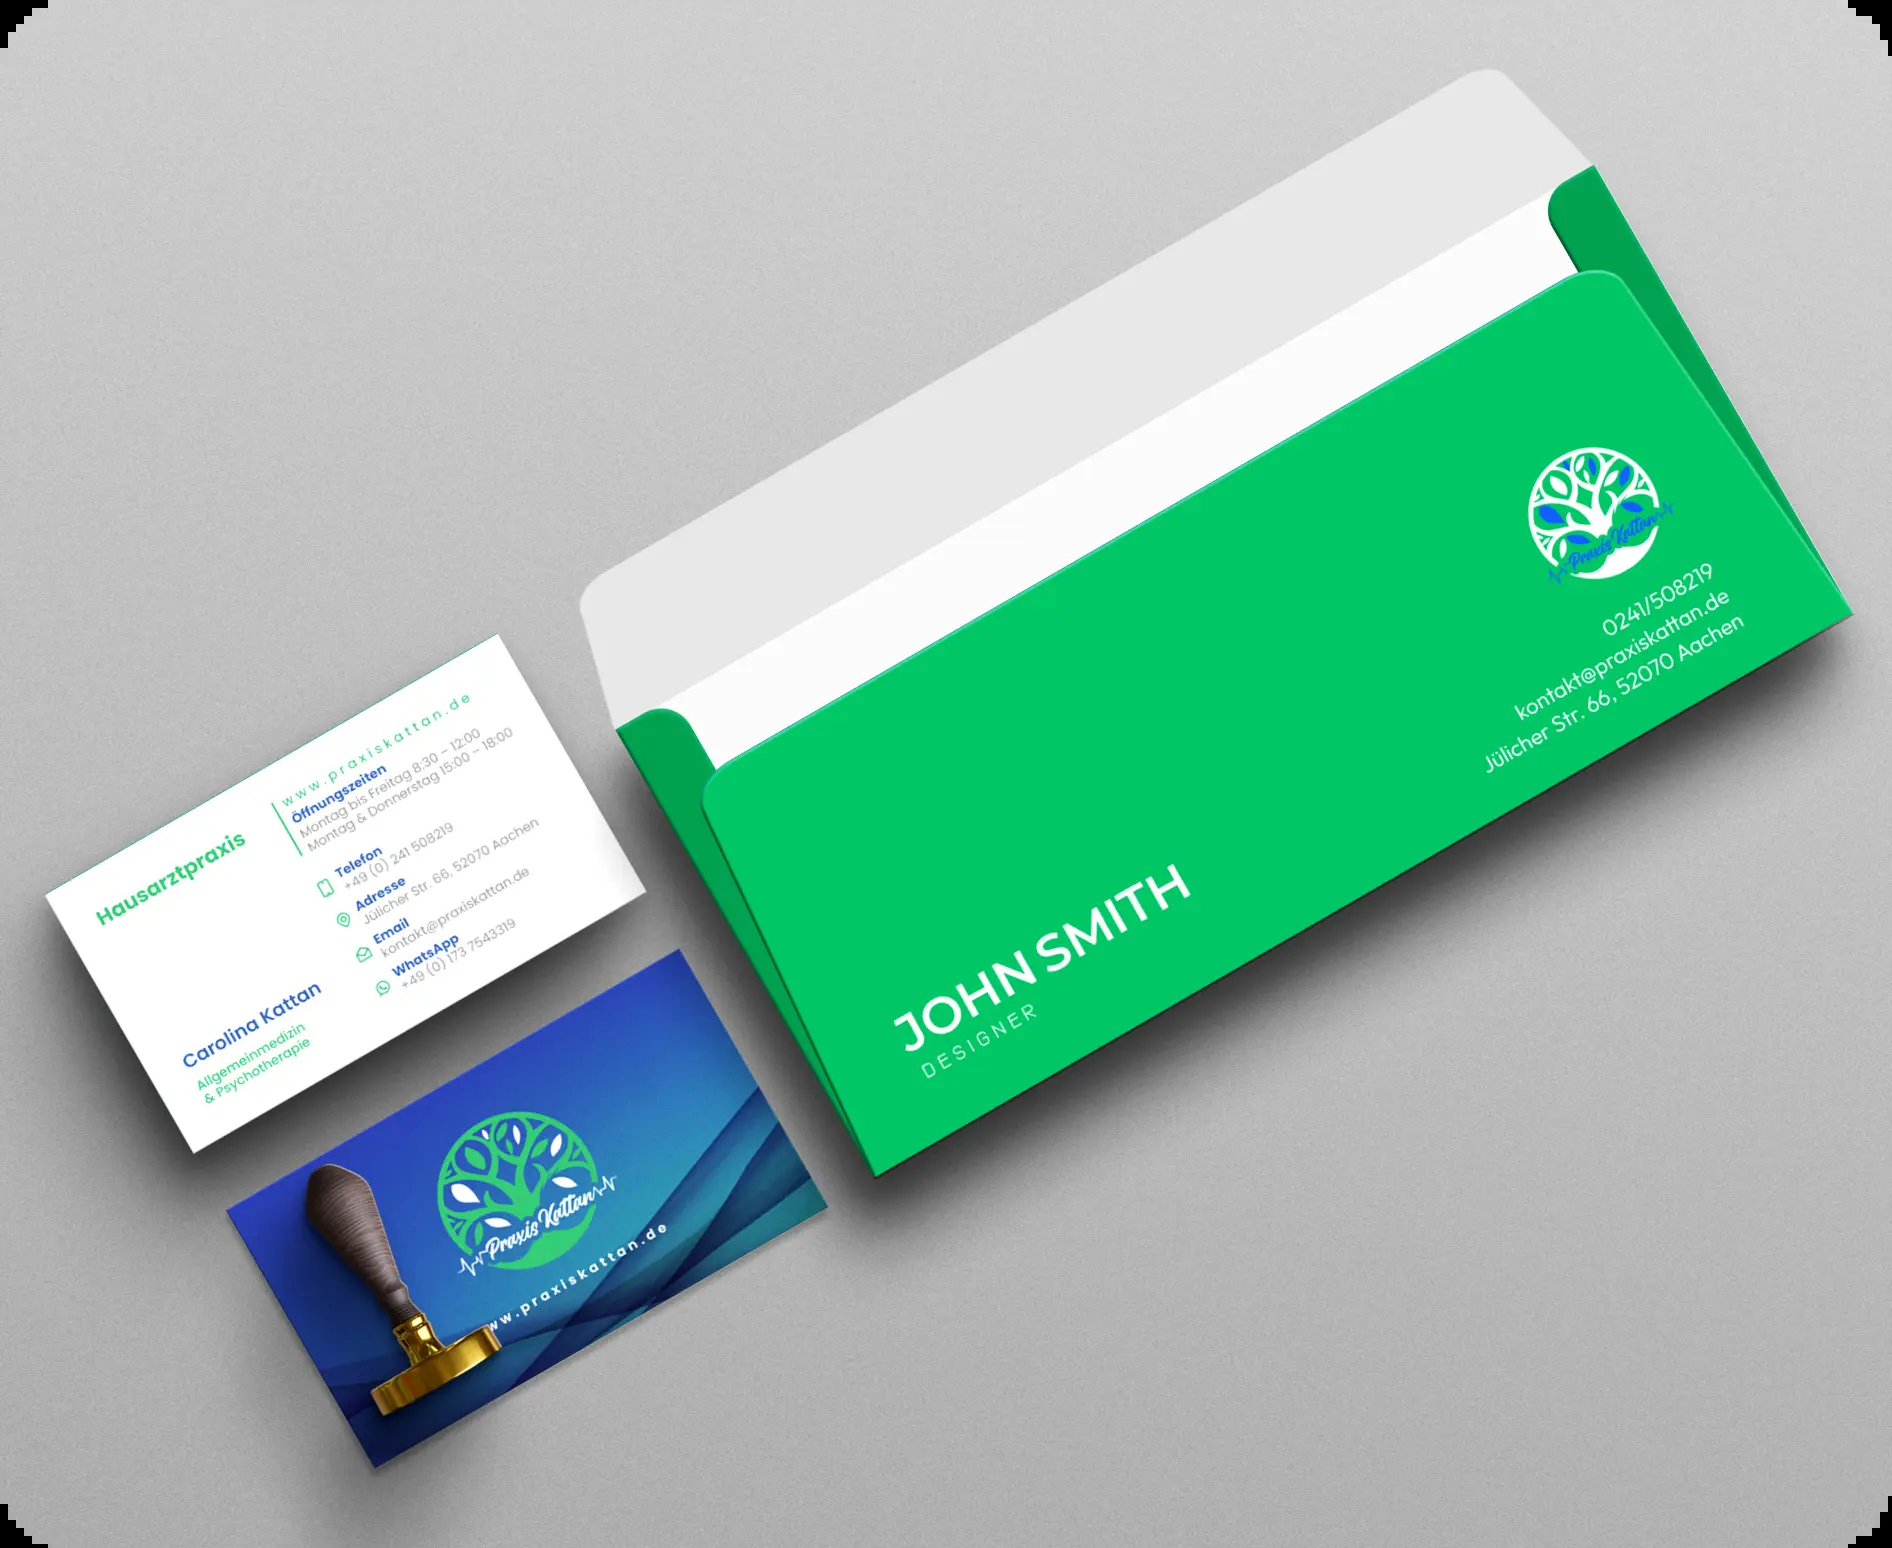 www.praxiskattan.de
Öffnungszeiten
Montag bis Freitag 8:30 – 12:00
Montag & Donnerstag 15:00 – 18:00
Hausarztpraxis
Telefon
+49 (0) 241 508219
Adresse
Jülicher Str. 66, 52070 Aachen
Email
kontakt@praxiskattan.de
WhatsApp
+49 (0) 173 7543319
Carolina Kattan
Allgemeinmedizin
& Psychotherapie
Praxis Kattan
www.praxiskattan.de
Praxis Kattan
0241/508219
kontakt@praxiskattan.de
Jülicher Str. 66, 52070 Aachen
JOHN SMITH
DESIGNER